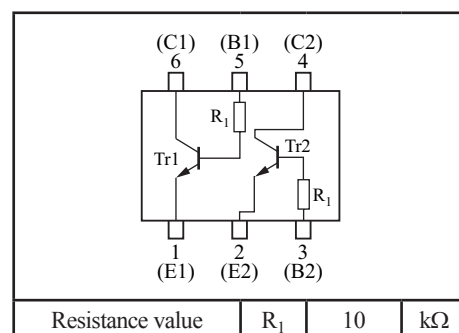 (C1) (B1) (C2)
6 5 4
R1
Tr1 Tr2
R1
1 2 3
(E1) (E2) (B2)
Resistance value R1 10 kΩ